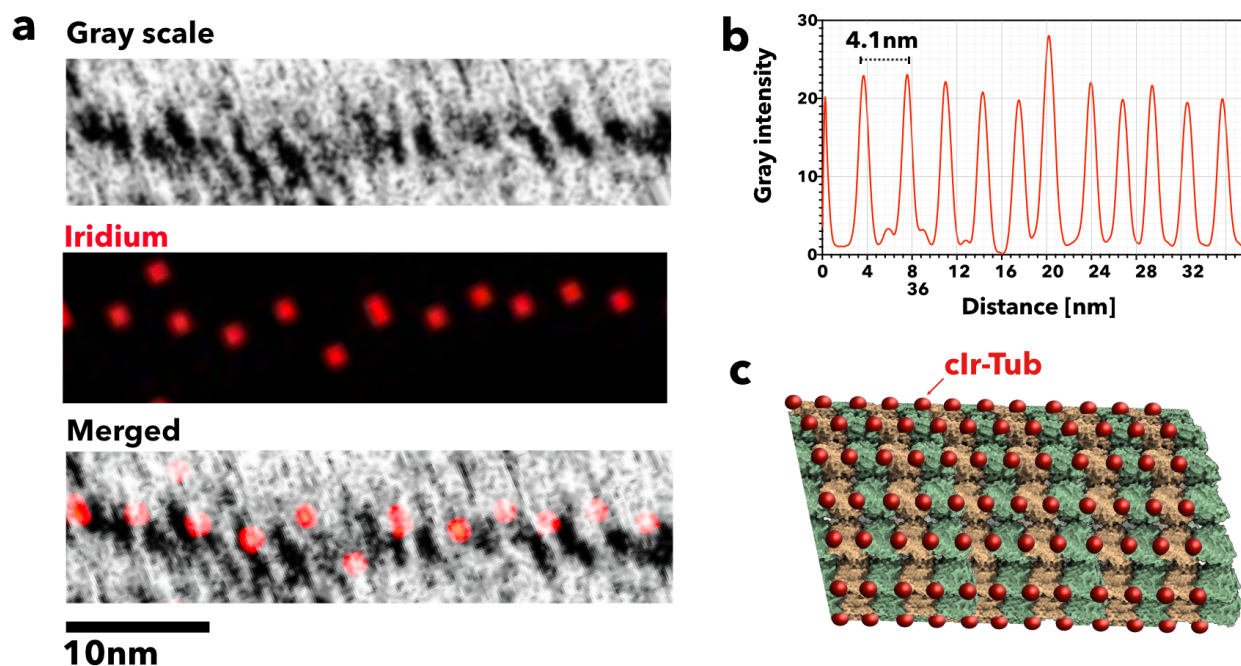 a
Gray scale
Iridium
Merged
10nm
b
30
20
10
0
Gray intensity
4.1nm
0 4 8 12 16 20 24 28 32
36
Distance [nm]
c
cIr-Tub